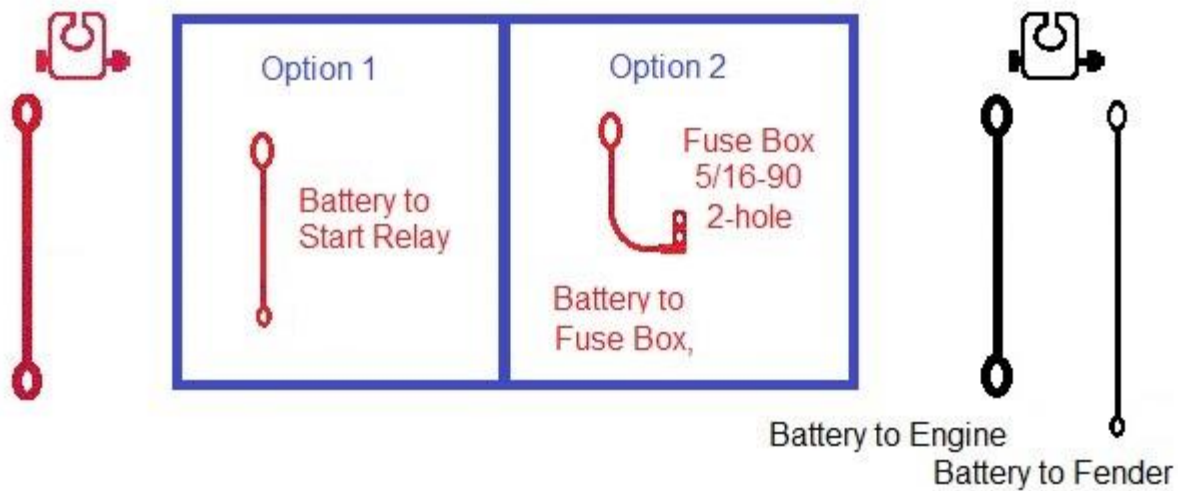 Option 1
Battery to
Start Relay
Option 2
Fuse Box
5/16-90
2-hole
Battery to
Fuse Box,
Battery to Engine
Battery to Fender